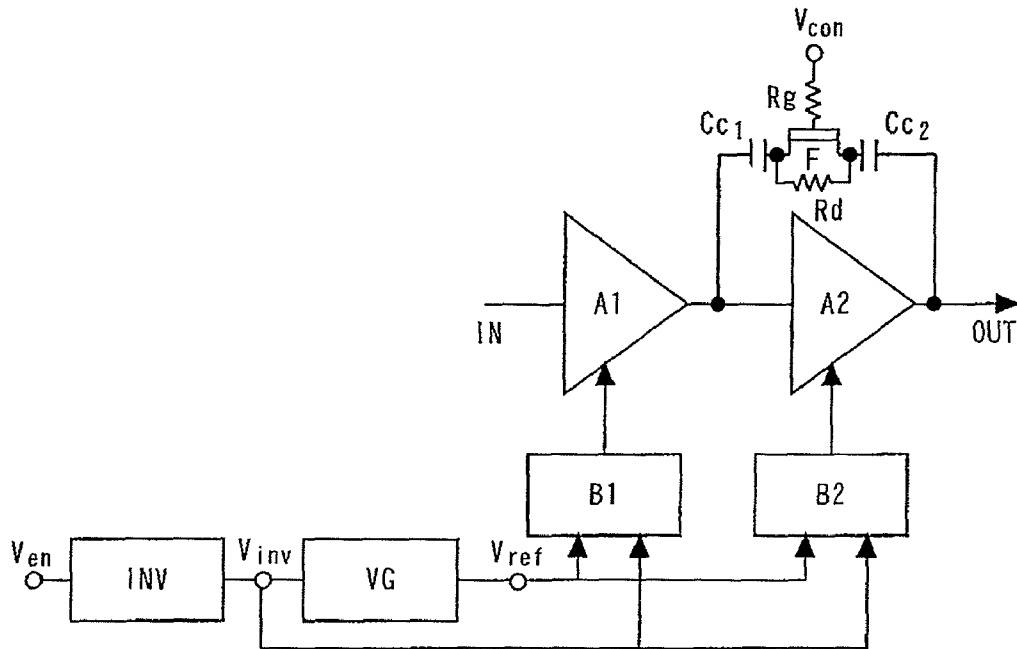 Vcon
Rg
Cc1
Cc2
F
Rd
A1
A2
IN
OUT
B1
B2
Ven
INV
Vinv
VG
Vref